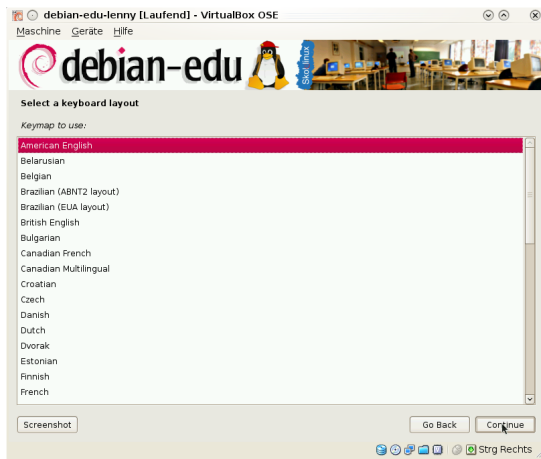 debian-edu-lenny [Laufend] - VirtualBox OSE
Maschine Geräte Hilfe
debian-edu
Skolelinux
Select a keyboard layout
Keymap to use:
American English
Belarusian
Belgian
Brazilian (ABNT2 layout)
Brazilian (EUA layout)
British English
Bulgarian
Canadian French
Canadian Multilingual
Croatian
Czech
Danish
Dutch
Dvorak
Estonian
Finnish
French
Screenshot
Go Back
Continue
Strg Rechts